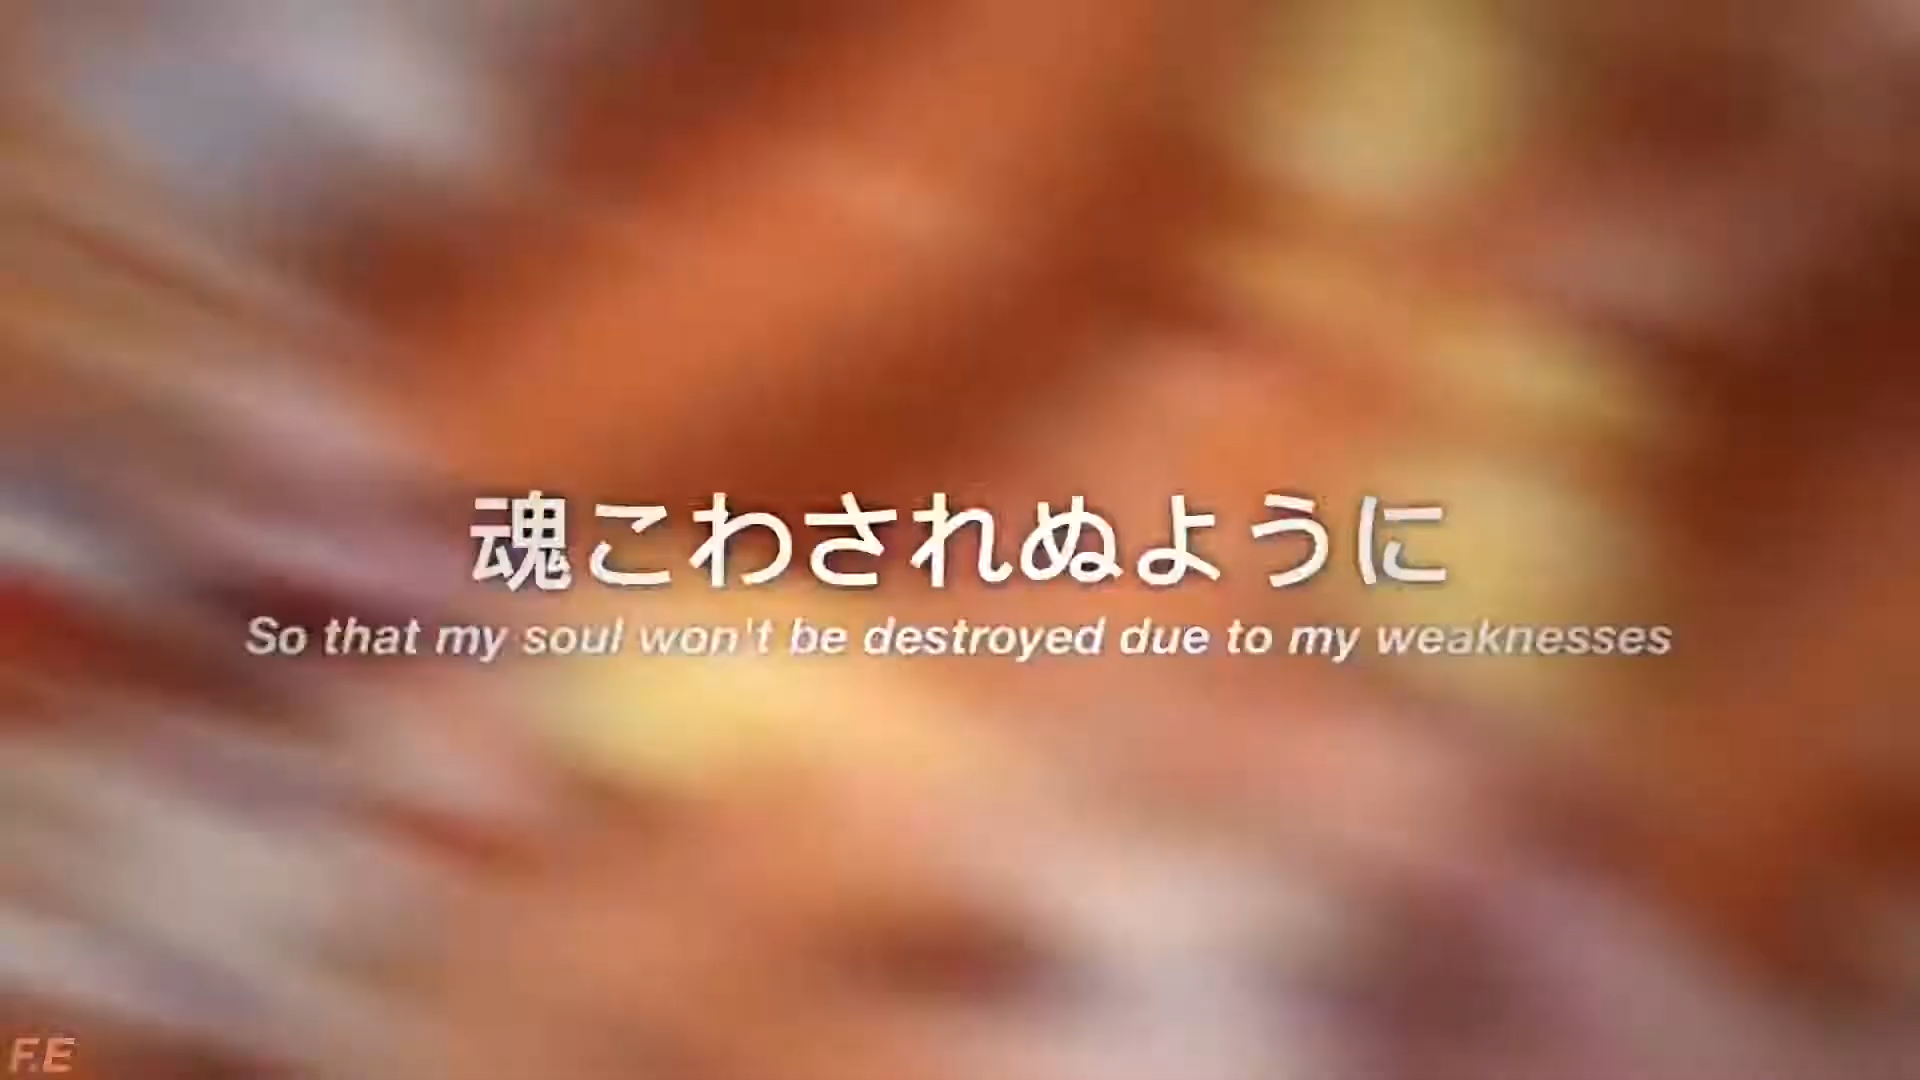 魂こわされぬように
So that my soul won't be destroyed due to my weaknesses
F.E